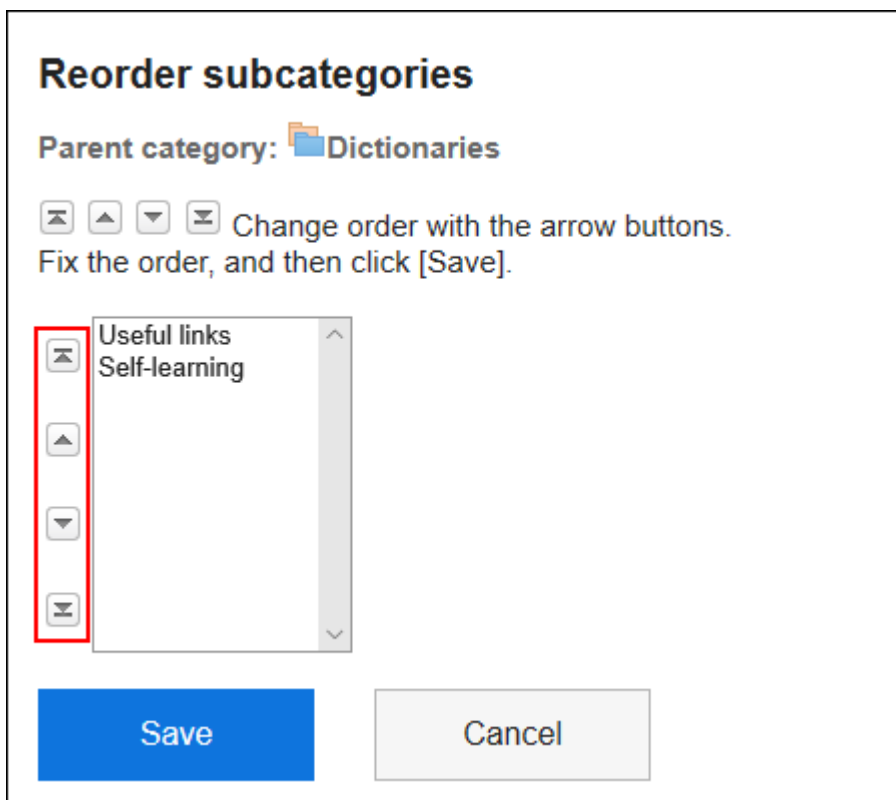 Reorder subcategories
Parent category: Dictionaries
Change order with the arrow buttons.
Fix the order, and then click [Save].
Useful links
Self-learning
Save
Cancel